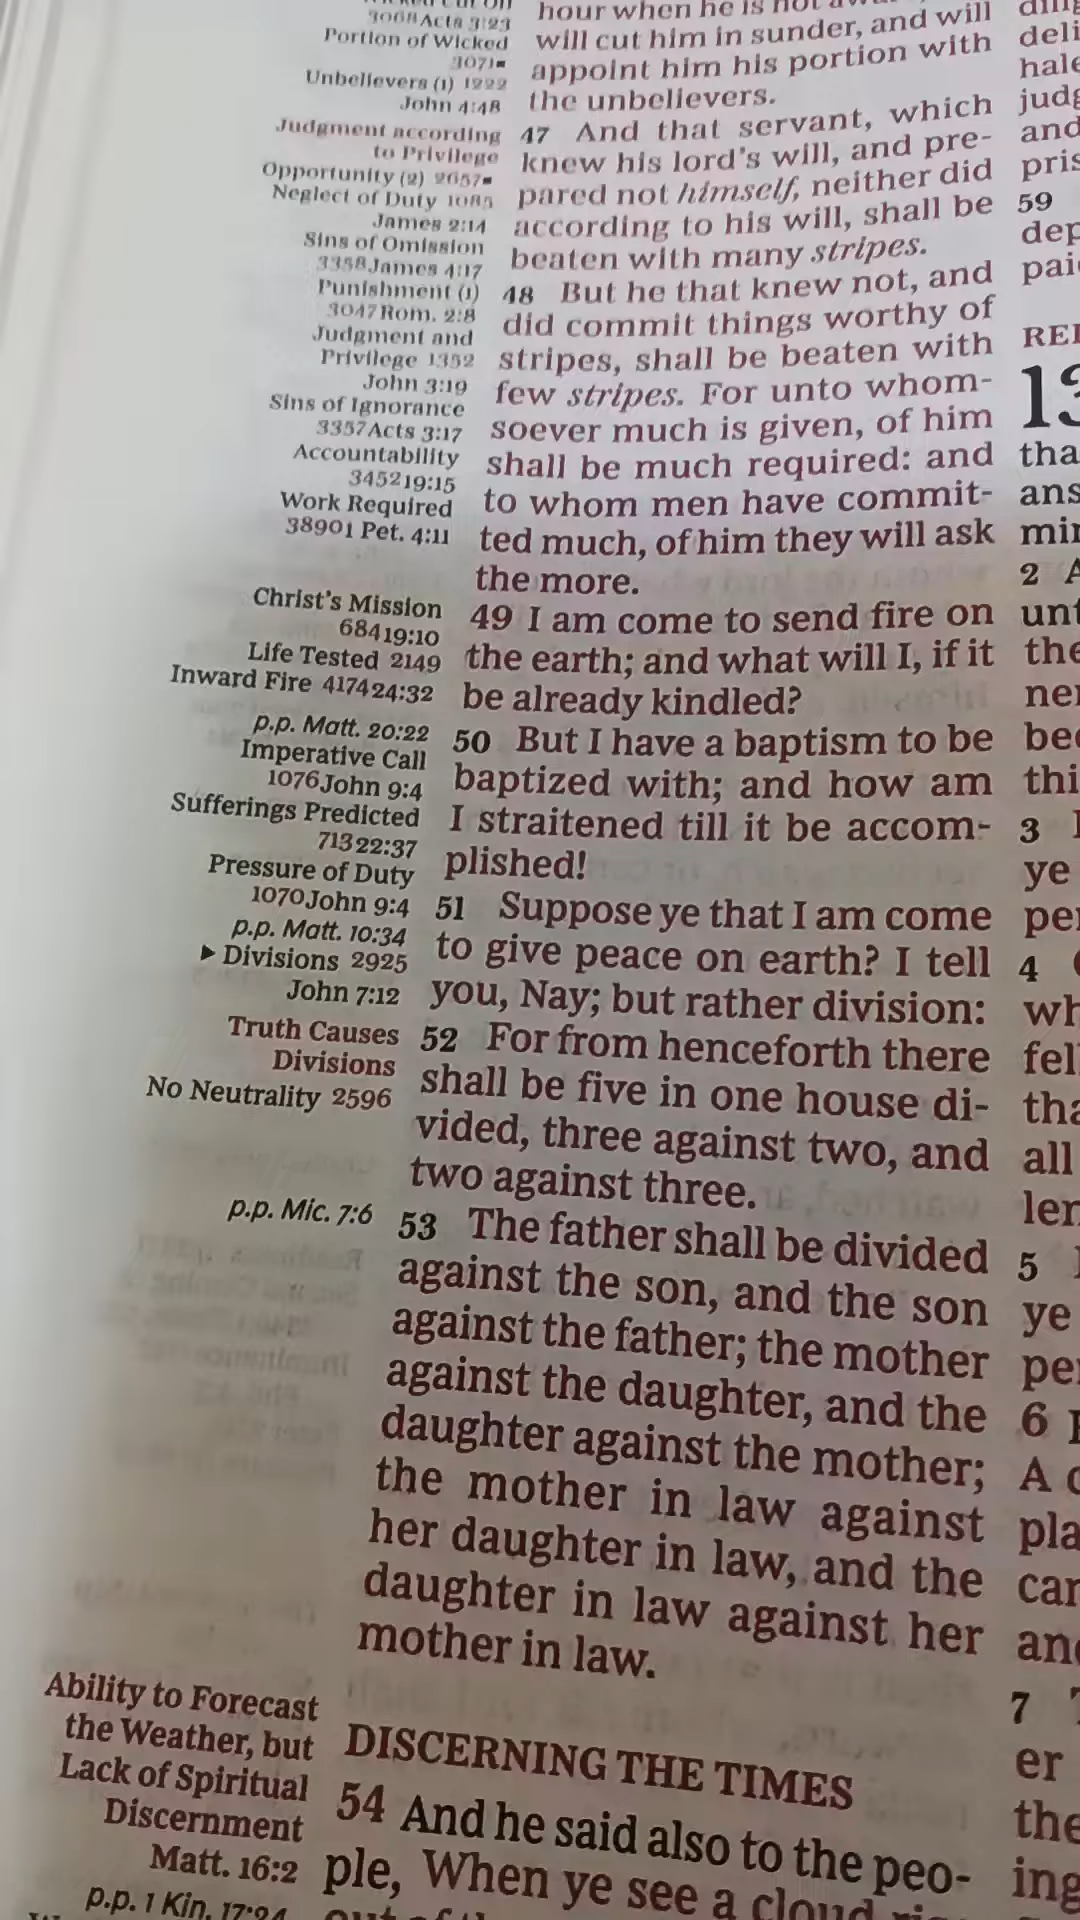 3068 Acts 3:23
Portion of Wicked
3071
Unbelievers (1) 1222
John 4:48
Judgment according
to Privilege
Opportunity (2) 2657
Neglect of Duty 1085
James 2:14
Sins of Omission
3358 James 4:17
Punishment (1)
3047 Rom. 2:8
Judgment and
Privilege 1352
John 3:19
Sins of Ignorance
3357 Acts 3:17
Accountability
3452 19:15
Work Required
3890 1 Pet. 4:11
Christ's Mission
684 19:10
Life Tested 2149
Inward Fire 4174 24:32
p.p. Matt. 20:22
Imperative Call
1076 John 9:4
Sufferings Predicted
713 22:37
Pressure of Duty
1070 John 9:4
p.p. Matt. 10:34
▶ Divisions 2925
John 7:12
Truth Causes
Divisions
No Neutrality 2596
p.p. Mic. 7:6
Ability to Forecast
the Weather, but
Lack of Spiritual
Discernment
Matt. 16:2
p.p. 1 Kin.
hour when he is not
will cut him in sunder, and will
appoint him his portion with
the unbelievers.
47 And that servant, which
knew his lord's will, and pre-
pared not himself, neither did
according to his will, shall be
beaten with many stripes.
48 But he that knew not, and
did commit things worthy of
stripes, shall be beaten with
few stripes. For unto whom-
soever much is given, of him
shall be much required: and
to whom men have commit-
ted much, of him they will ask
the more.
49 I am come to send fire on
the earth; and what will I, if it
be already kindled?
50 But I have a baptism to be
baptized with; and how am
I straitened till it be accom-
plished!
51 Suppose ye that I am come
to give peace on earth? I tell
you, Nay; but rather division:
52 For from henceforth there
shall be five in one house di-
vided, three against two, and
two against three.
53 The father shall be divided
against the son, and the son
against the father; the mother
against the daughter, and the
daughter against the mother;
the mother in law against
her daughter in law, and the
daughter in law against her
mother in law.
DISCERNING THE TIMES
54 And he said also to the peo-
ple, When ye see a cloud
59
13
2
3
ye
4
5
ye
6
A
7
er